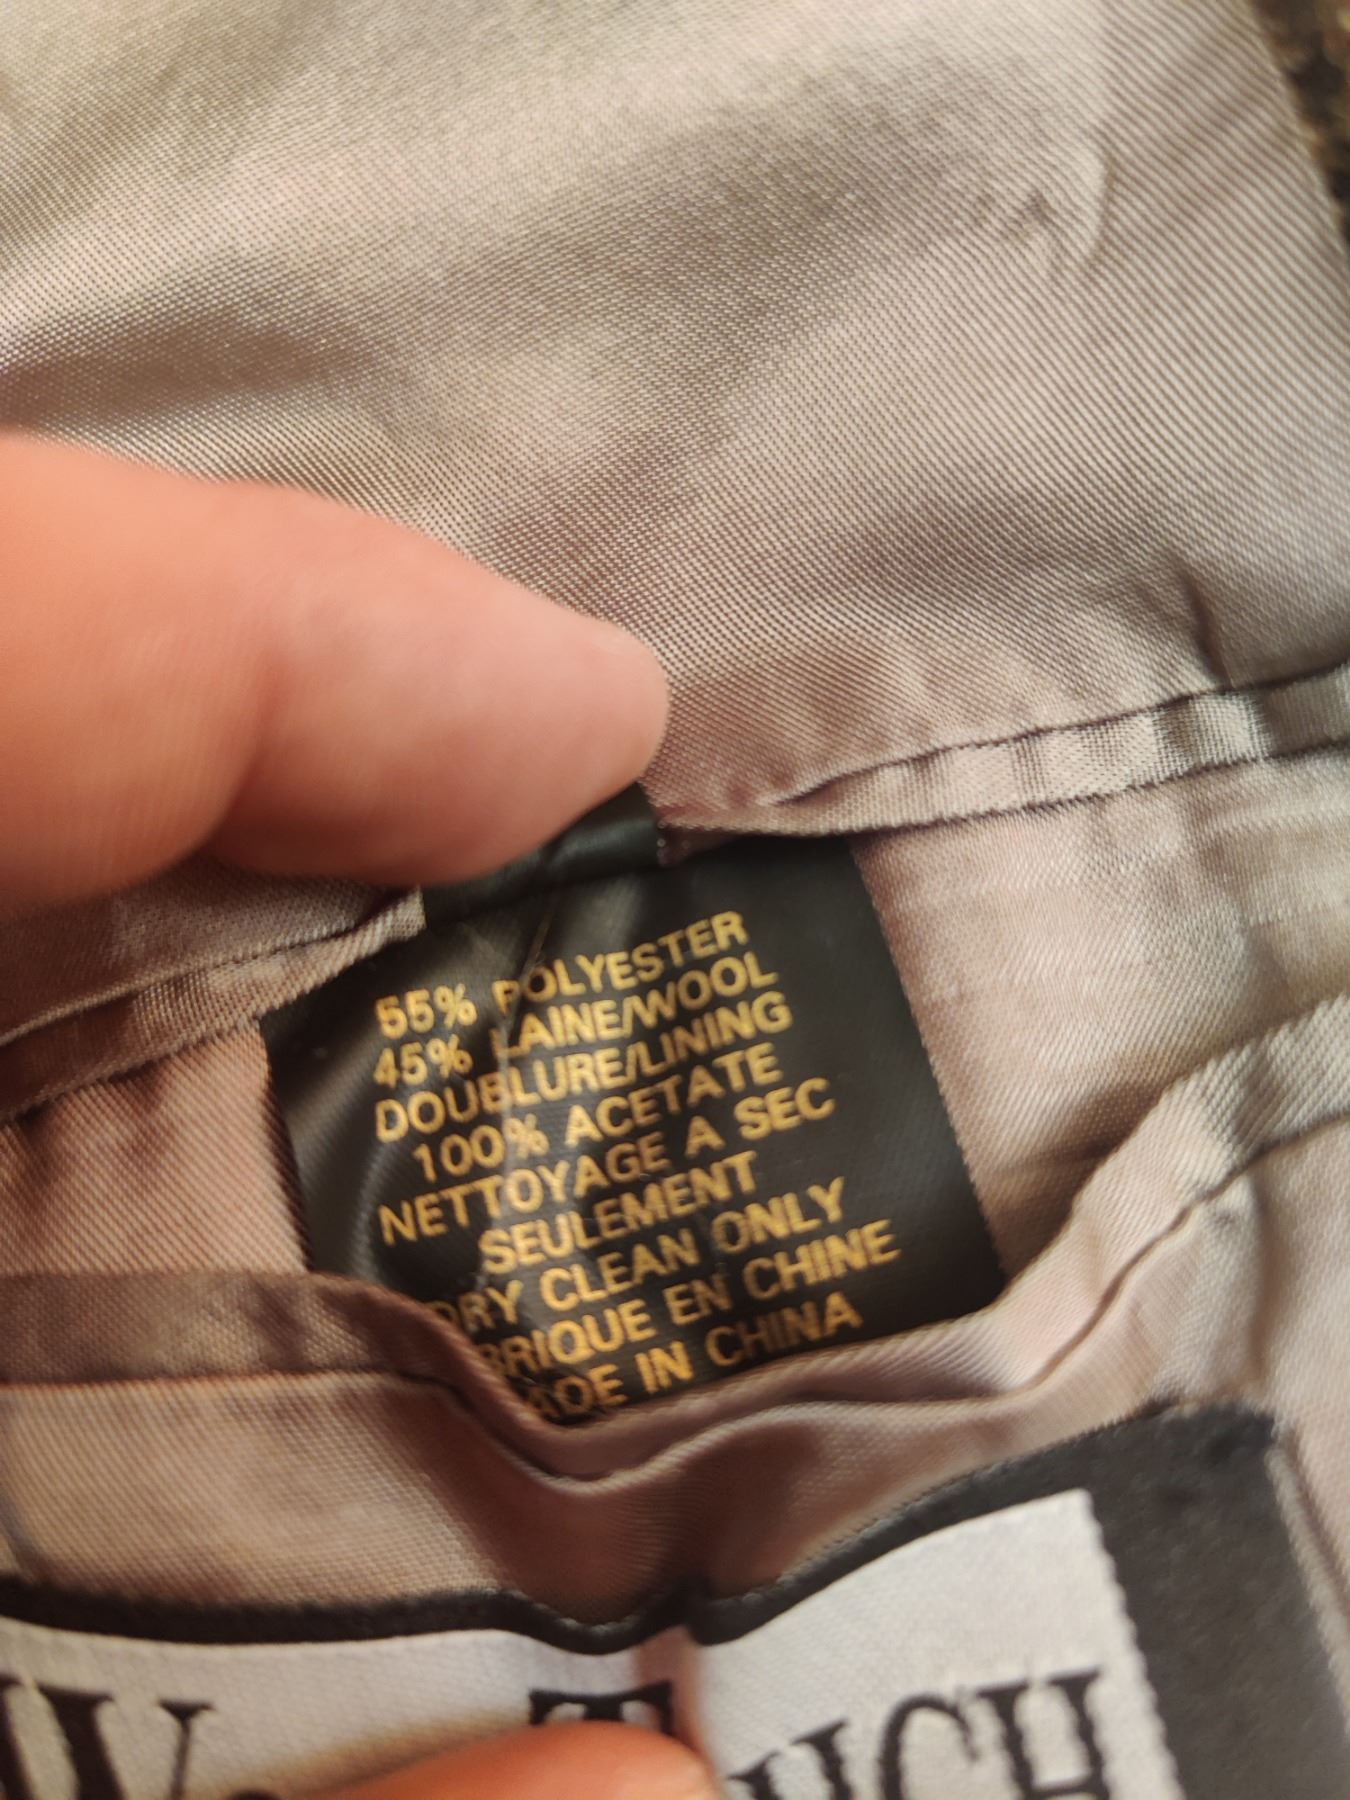 55% POLYESTER
45% LAINE/WOOL
DOUBLURE/LINING
100% ACETATE
NETTOYAGE A SEC
SEULEMENT
DRY CLEAN ONLY
BRIQUE EN CHINE
ADE IN CHINA